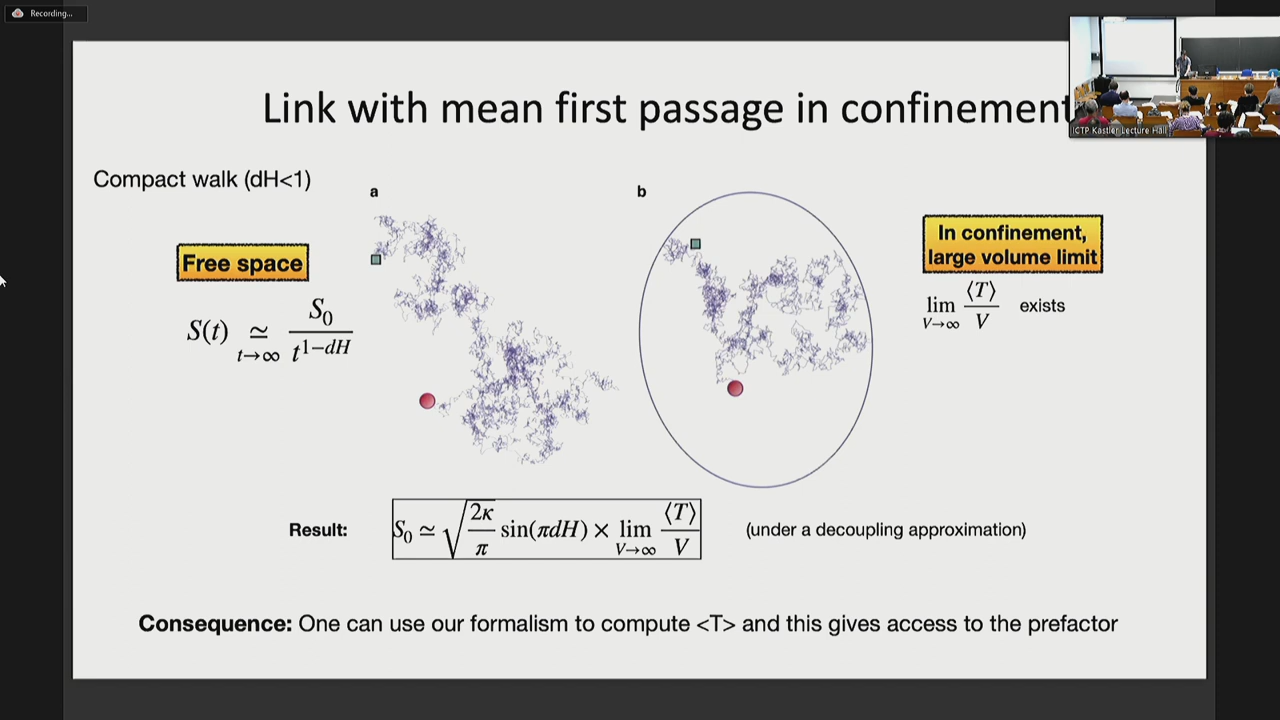 Recording...
Link with mean first passage in confinement
ICTP Kastler Lecture Hall
Compact walk (dH<1)
a
b
Free space
S(t) ≃ S₀ / t^{1−dH}
t→∞
In confinement,
large volume limit
lim ⟨T⟩ / V exists
V→∞
Result: S₀ ≃ √(2κ/π) sin(πdH) × lim ⟨T⟩ / V (under a decoupling approximation)
V→∞
Consequence: One can use our formalism to compute <T> and this gives access to the prefactor